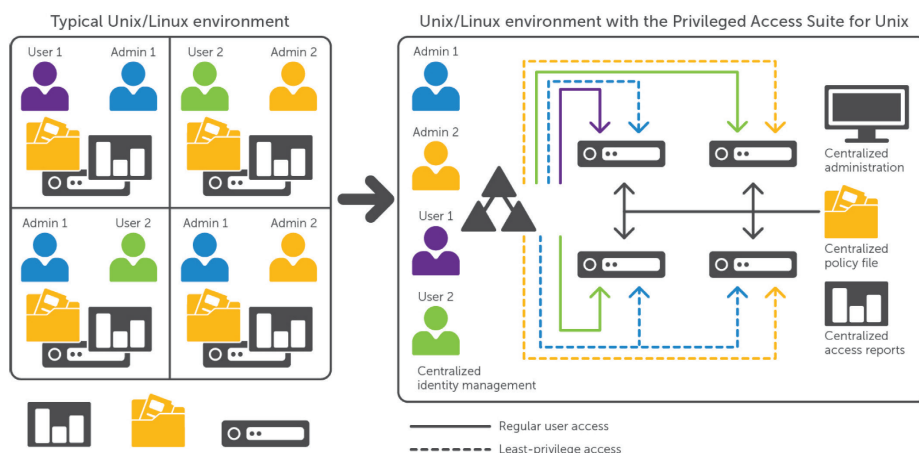 Typical Unix/Linux environment
Unix/Linux environment with the Privileged Access Suite for Unix
User 1
Admin 1
User 2
Admin 2
Admin 1
User 2
Admin 1
Admin 2
Admin 1
Admin 2
User 1
User 2
Centralized
identity management
Centralized
administration
Centralized
policy file
Centralized
access reports
Regular user access
Least-privilege access